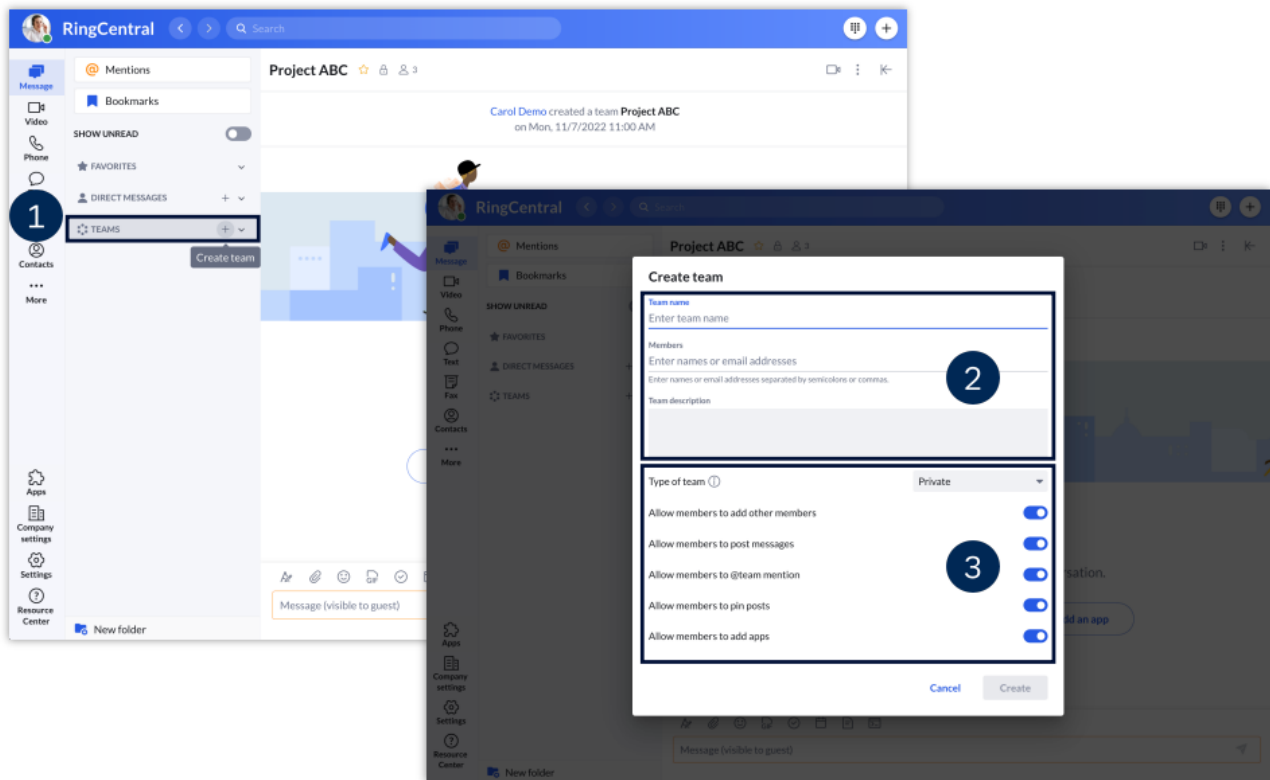 RingCentral
Search
Message
Video
Phone
Contacts
More
Apps
Company
settings
Settings
Resource
Center
@ Mentions
Bookmarks
SHOW UNREAD
FAVORITES
DIRECT MESSAGES
TEAMS
Create team
New folder
1
Project ABC
3
Carol Demo created a team Project ABC
on Mon, 11/7/2022 11:00 AM
GIF
Message (visible to guest)
RingCentral
Search
Message
Video
Phone
Text
Fax
Contacts
More
Apps
Company
settings
Settings
Resource
Center
@ Mentions
Bookmarks
SHOW UNREAD
FAVORITES
DIRECT MESSAGES
TEAMS
New folder
Project ABC
3
Create team
Team name
Enter team name
Members
Enter names or email addresses
Enter names or email addresses separated by semicolons or commas.
Team description
2
Type of team
Private
Allow members to add other members
Allow members to post messages
Allow members to @team mention
Allow members to pin posts
Allow members to add apps
3
Cancel
Create
an app
Message (visible to guest)